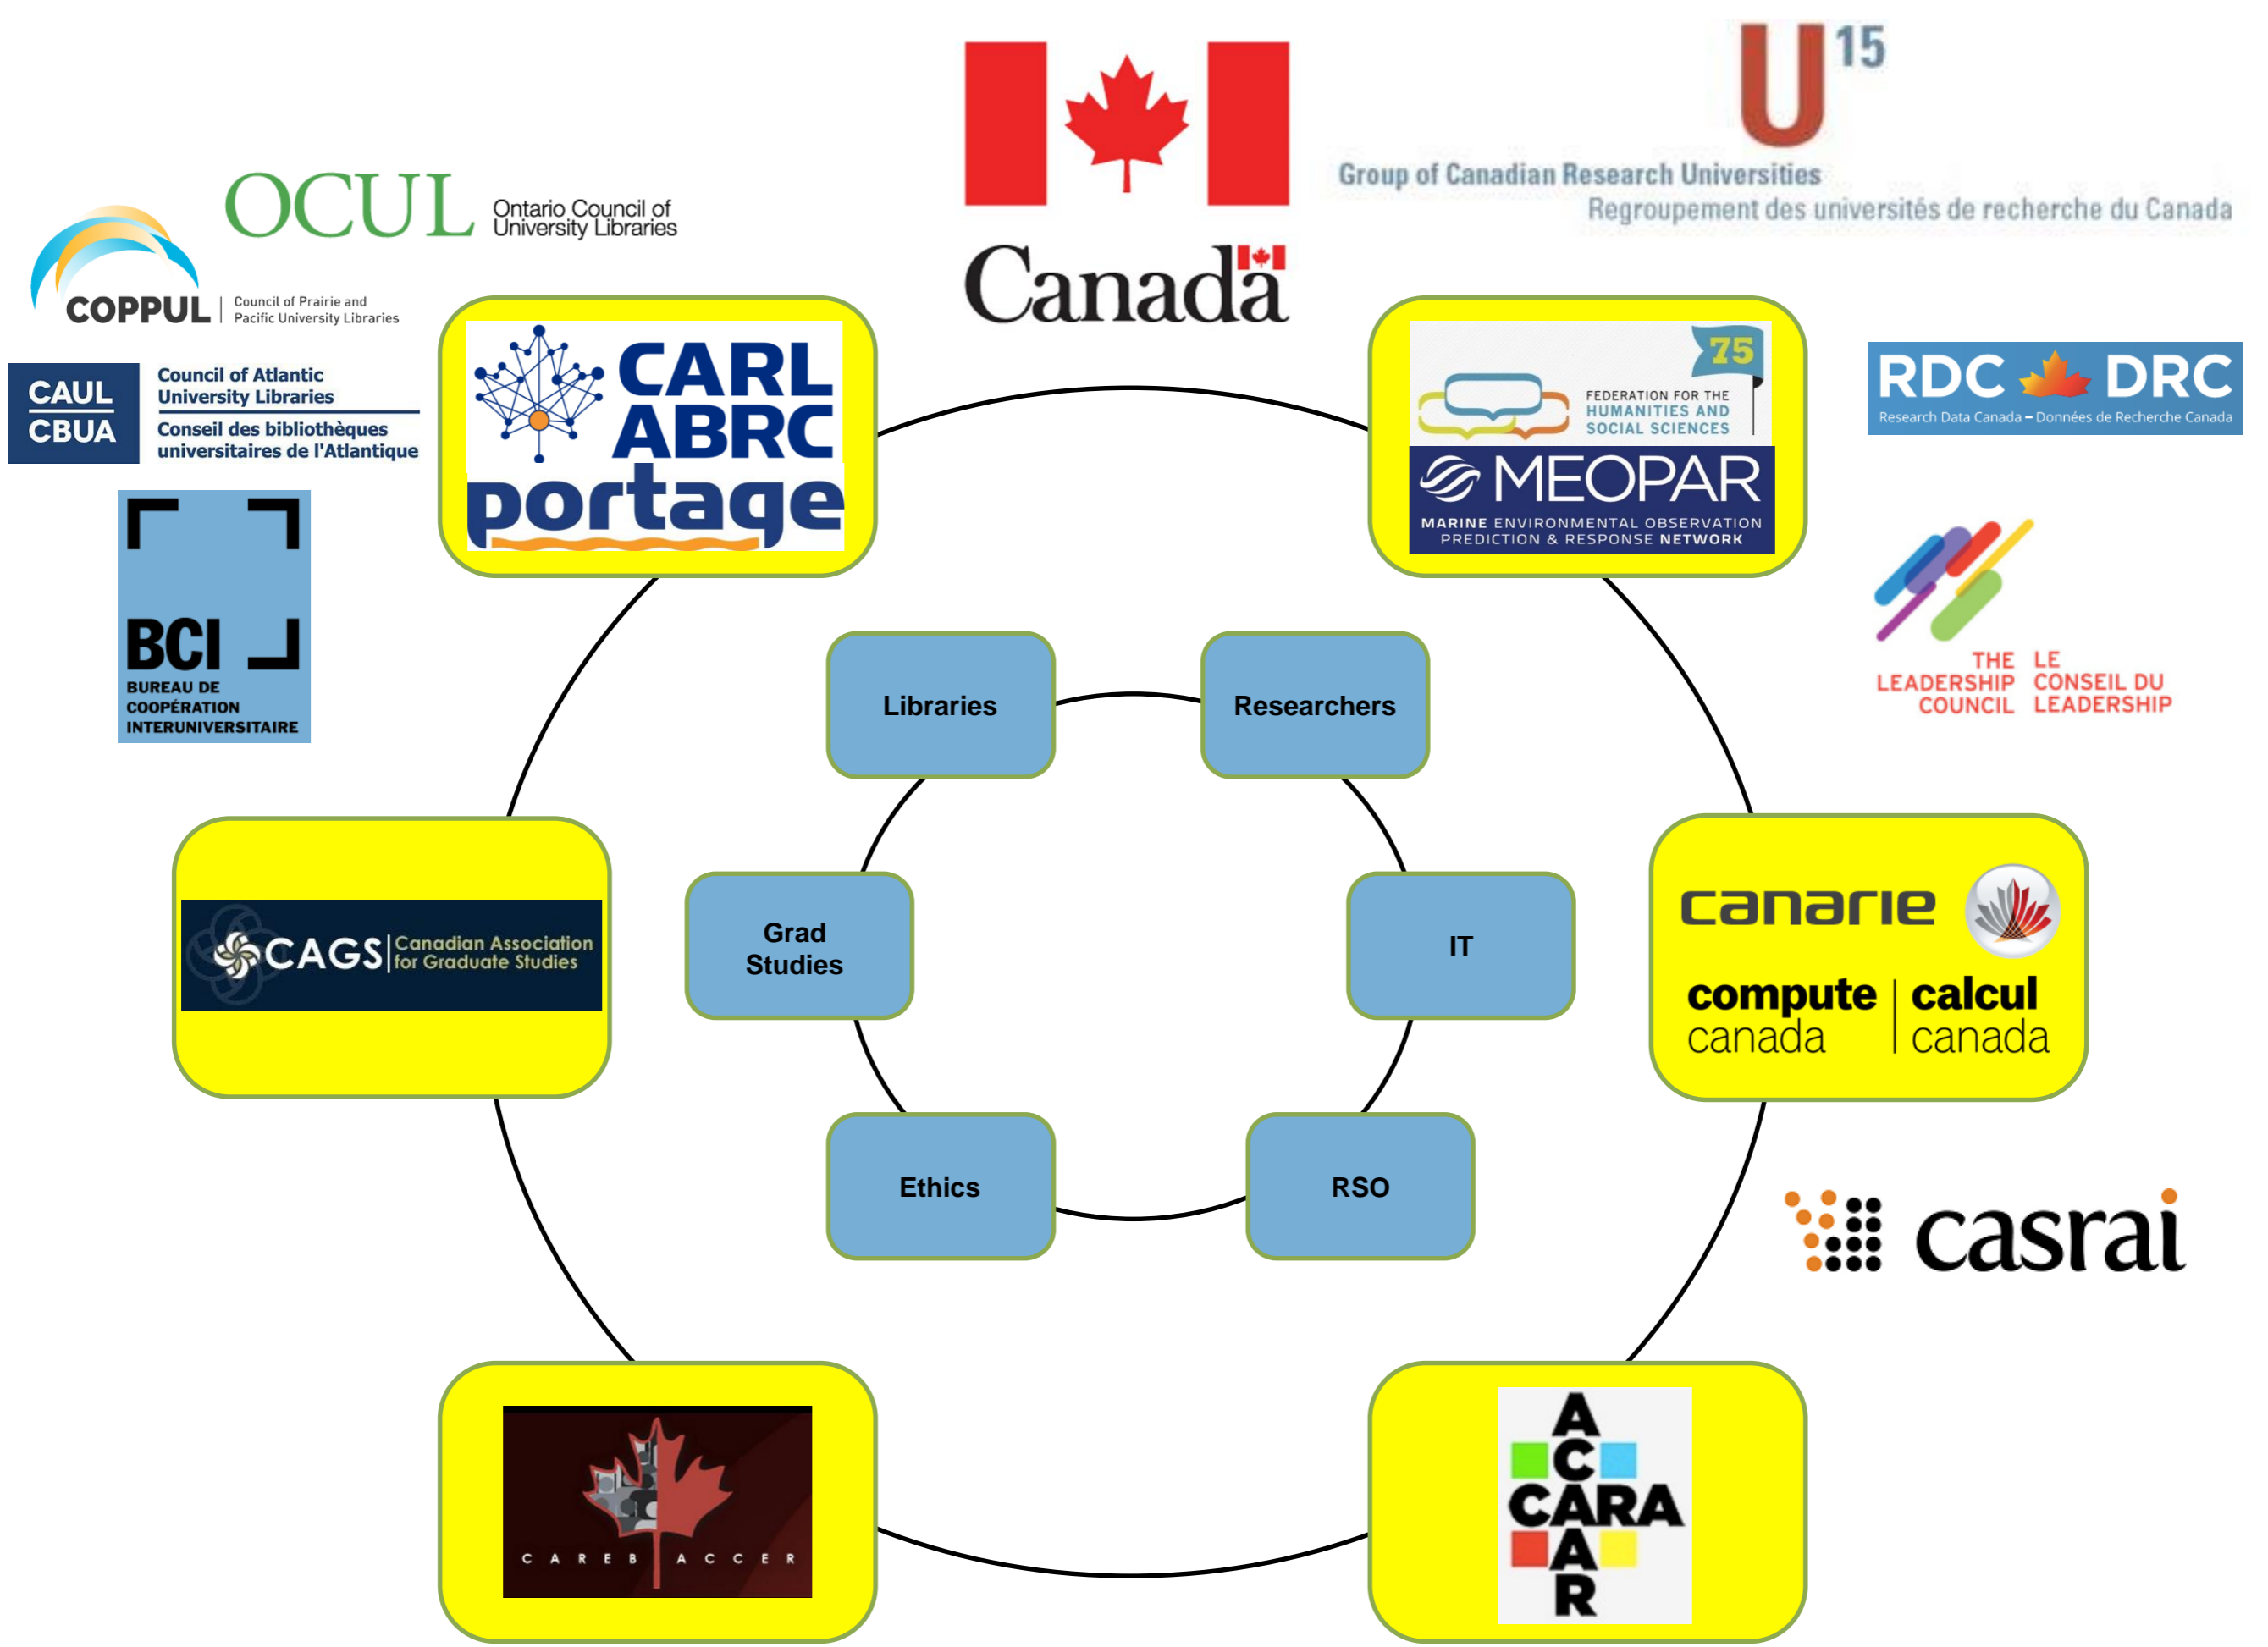 U15
Group of Canadian Research Universities
Regroupement des universités de recherche du Canada
OCUL
Ontario Council of
University Libraries
Canada
COPPUL
Council of Prairie and
Pacific University Libraries
CAUL
CBUA
Council of Atlantic
University Libraries
Conseil des bibliothèques
universitaires de l'Atlantique
CARL
ABRC
portage
75
FEDERATION FOR THE
HUMANITIES AND
SOCIAL SCIENCES
MEOPAR
MARINE ENVIRONMENTAL OBSERVATION
PREDICTION & RESPONSE NETWORK
RDC DRC
Research Data Canada – Données de Recherche Canada
BCI
BUREAU DE
COOPÉRATION
INTERUNIVERSITAIRE
THE
LEADERSHIP
COUNCIL
LE
CONSEIL DU
LEADERSHIP
Libraries
Researchers
Grad
Studies
IT
Ethics
RSO
CAGS
Canadian Association
for Graduate Studies
canarie
compute
canada
calcul
canada
casrai
CAREB ACCER
A
C
CARA
A
R